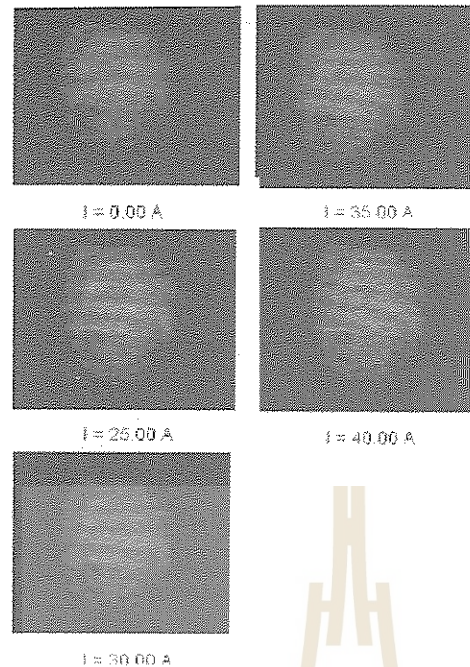 I = 0.00 A
I = 35.00 A
I = 25.00 A
I = 40.00 A
I = 30.00 A